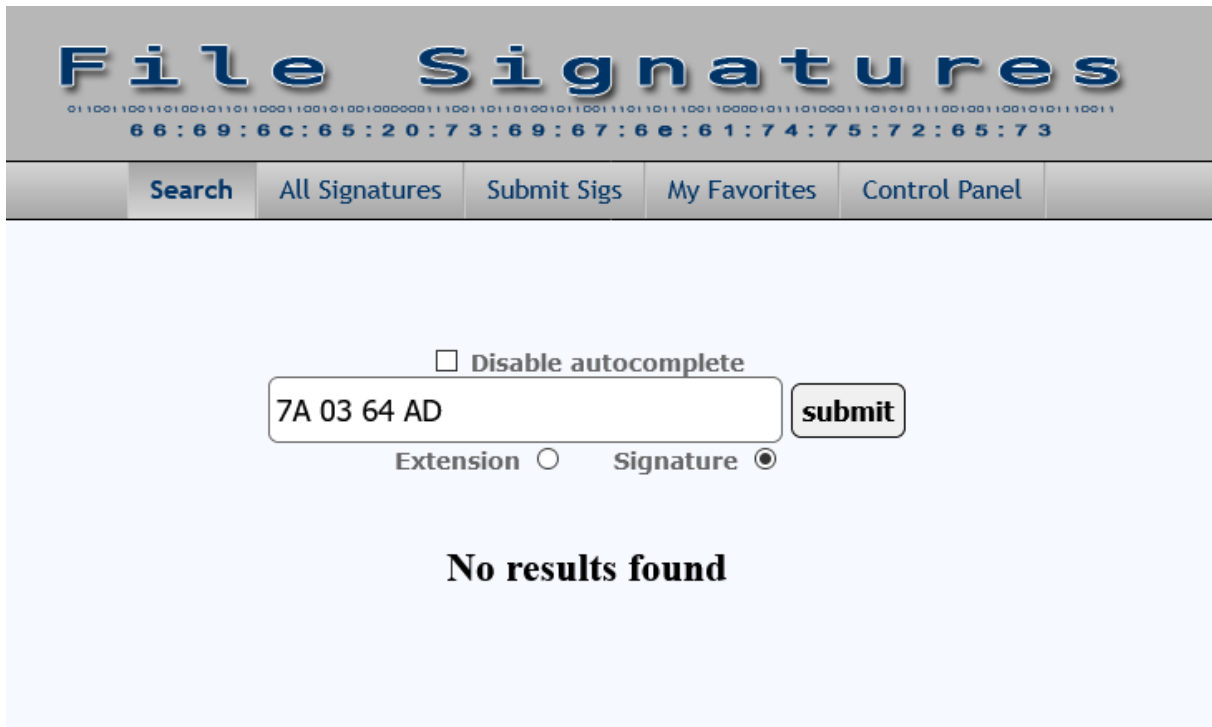 File Signatures
011001100110100101101100011001010010000001110011011010010110011101101110011000010111010001110101011100100110010101110011
66:69:6c:65:20:73:69:67:6e:61:74:75:72:65:73
Search All Signatures Submit Sigs My Favorites Control Panel
Disable autocomplete
7A 03 64 AD submit
Extension Signature
No results found